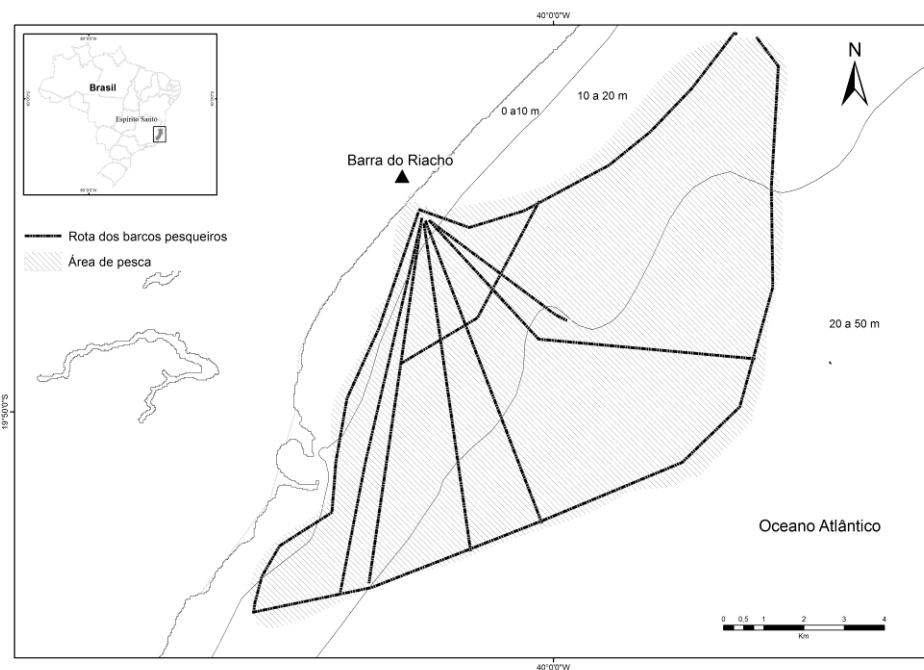 40°0'0"W
Brasil
Espírito Santo
N
0 a10 m
10 a 20 m
Barra do Riacho
Rota dos barcos pesqueiros
Área de pesca
20 a 50 m
19°50'0"S
Oceano Atlântico
0 0,5 1 2 3 4
Km
40°0'0"W